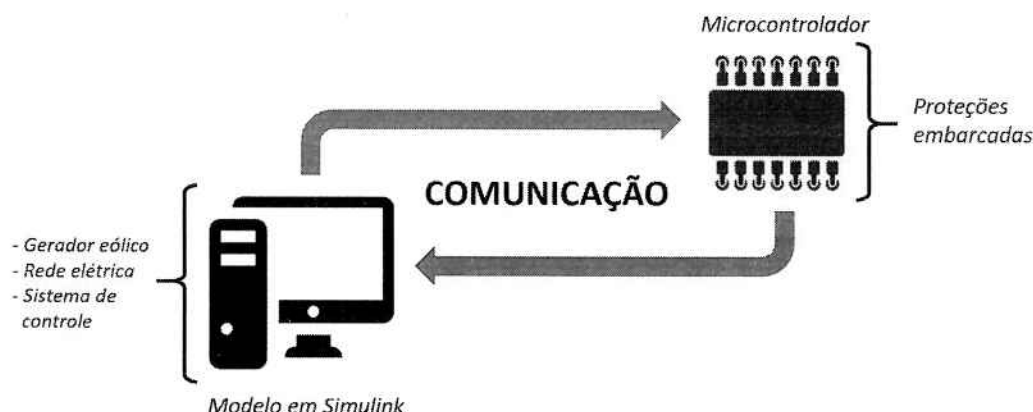 Microcontrolador
Proteções
embarcadas
COMUNICAÇÃO
- Gerador eólico
- Rede elétrica
- Sistema de
controle
Modelo em Simulink